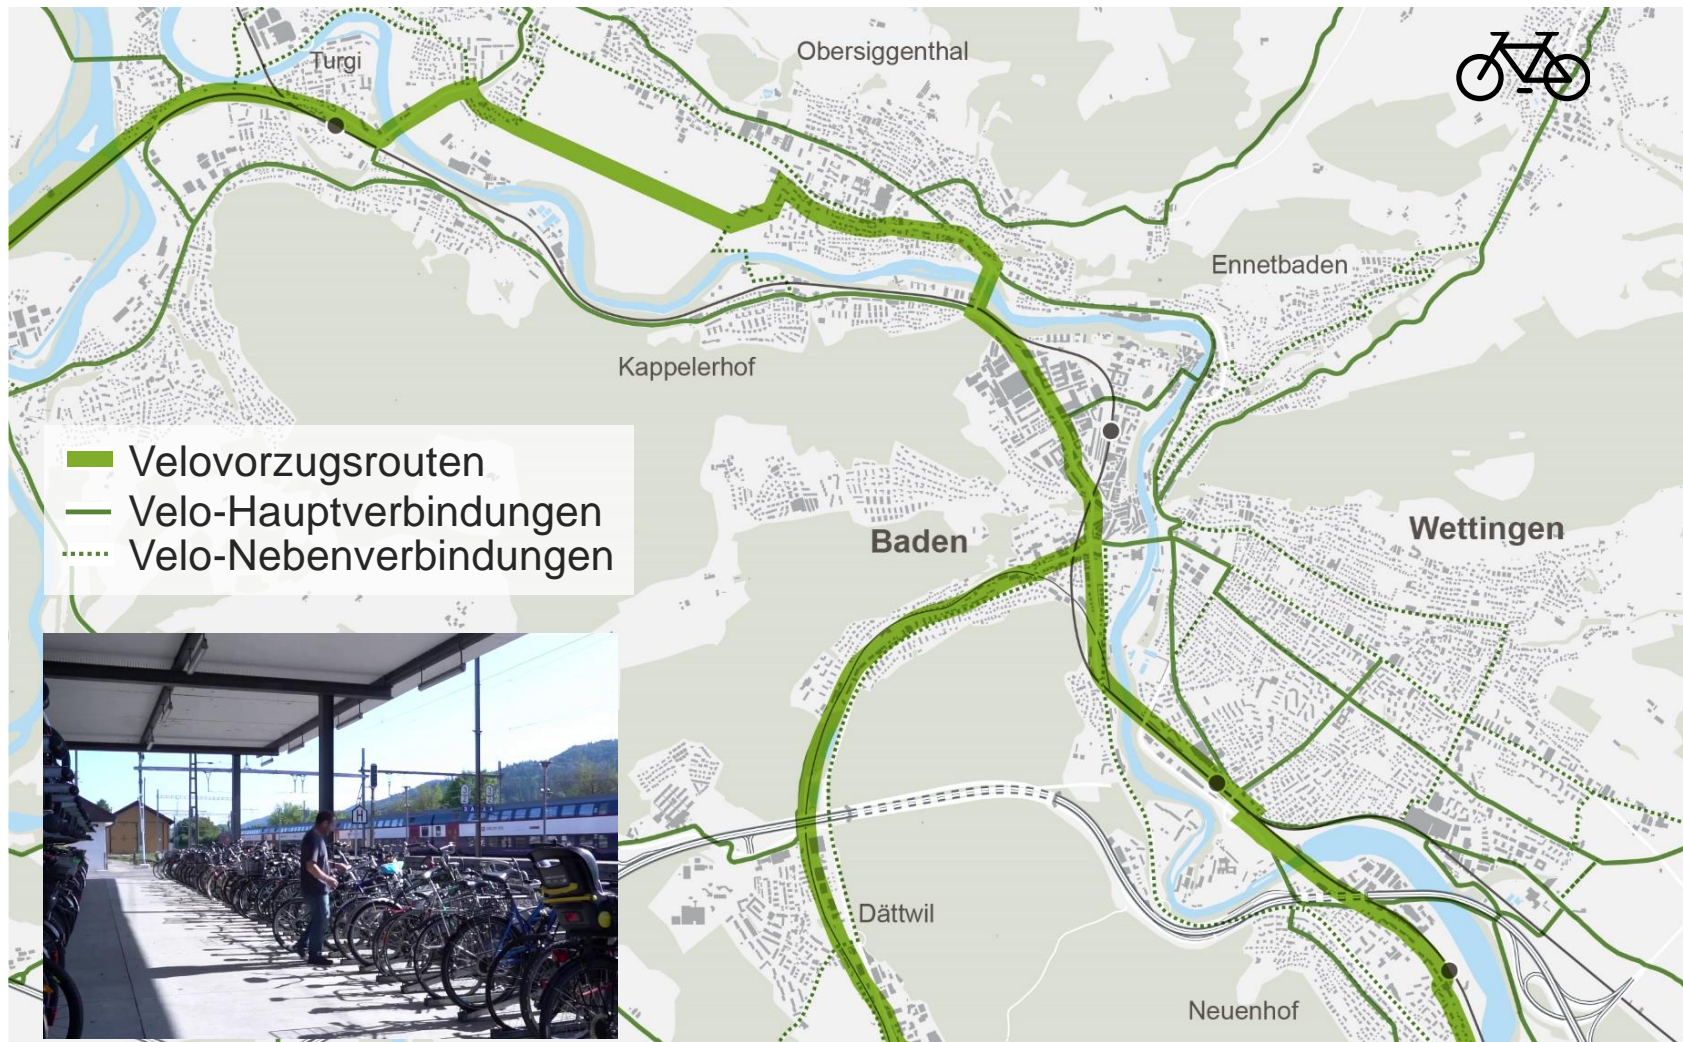 Turgi
Obersiggenthal
Ennetbaden
Kappelerhof
Velovorzugsrouten
Velo-Hauptverbindungen
Velo-Nebenverbindungen
Baden
Wettingen
Dättwil
Neuenhof